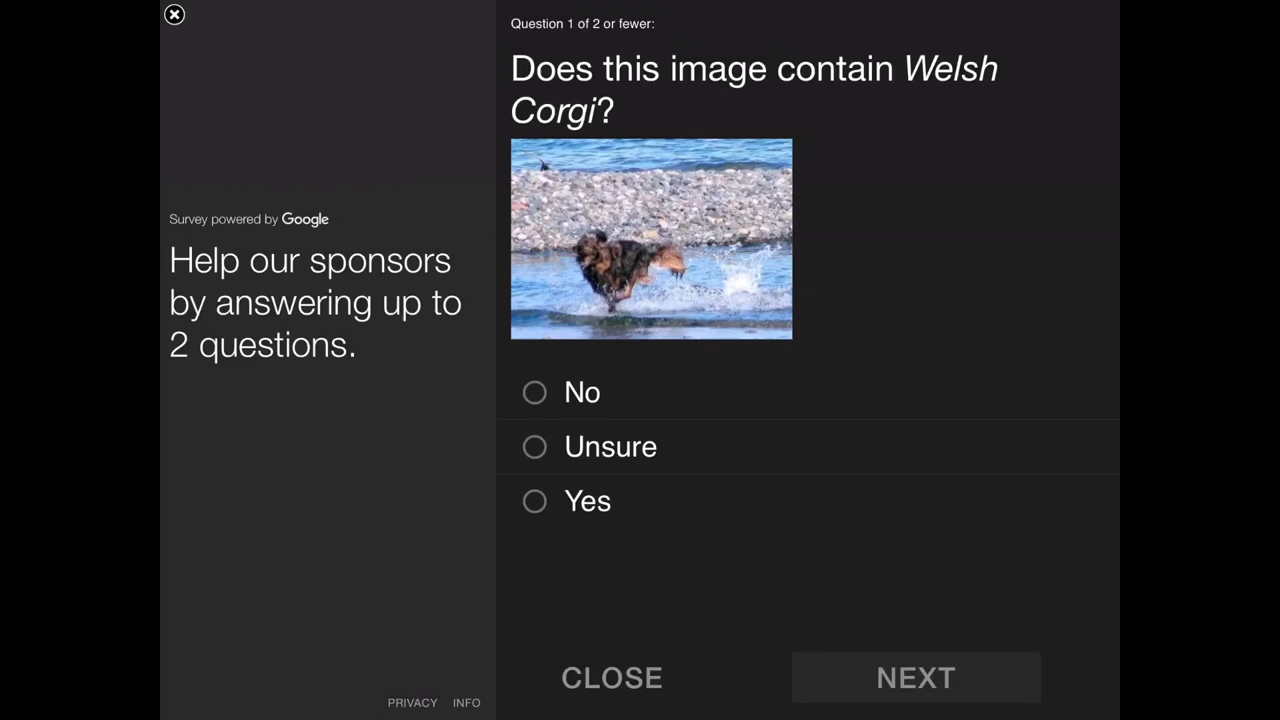 Survey powered by Google
Help our sponsors
by answering up to
2 questions.
PRIVACY INFO
Question 1 of 2 or fewer:
Does this image contain Welsh
Corgi?
No
Unsure
Yes
CLOSE
NEXT